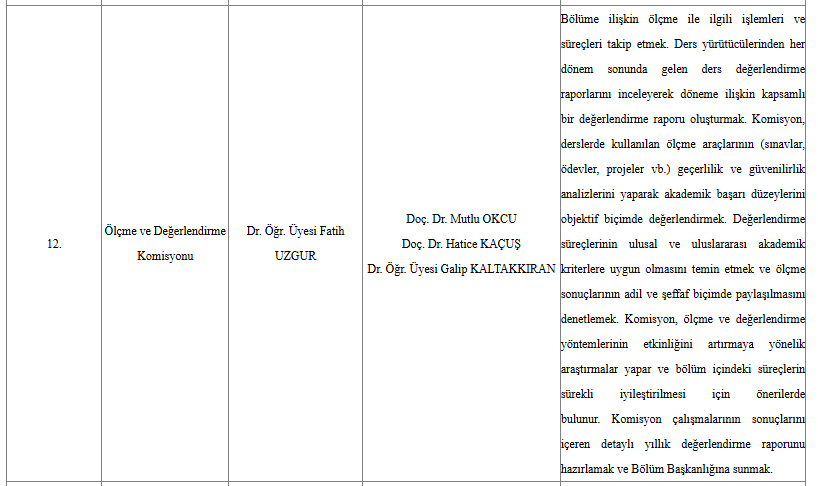 12.
Ölçme ve Değerlendirme
Komisyonu
Dr. Öğr. Üyesi Fatih
UZGUR
Doç. Dr. Mutlu OKCU
Doç. Dr. Hatice KAÇUŞ
Dr. Öğr. Üyesi Galip KALTAKKIRAN
Bölüme ilişkin ölçme ile ilgili işlemleri ve
süreçleri takip etmek. Ders yürütücülerinden her
dönem sonunda gelen ders değerlendirme
raporlarını inceleyerek döneme ilişkin kapsamlı
bir değerlendirme raporu oluşturmak. Komisyon,
derslerde kullanılan ölçme araçlarının (sınavlar,
ödevler, projeler vb.) geçerlilik ve güvenilirlik
analizlerini yaparak akademik başarı düzeylerini
objektif biçimde değerlendirmek. Değerlendirme
süreçlerinin ulusal ve uluslararası akademik
kriterlere uygun olmasını temin etmek ve ölçme
sonuçlarının adil ve şeffaf biçimde paylaşılmasını
denetlemek. Komisyon, ölçme ve değerlendirme
yöntemlerinin etkinliğini artırmaya yönelik
araştırmalar yapar ve bölüm içindeki süreçlerin
sürekli iyileştirilmesi için önerilerde
bulunur. Komisyon çalışmalarının sonuçlarını
içeren detaylı yıllık değerlendirme raporunu
hazırlamak ve Bölüm Başkanlığına sunmak.